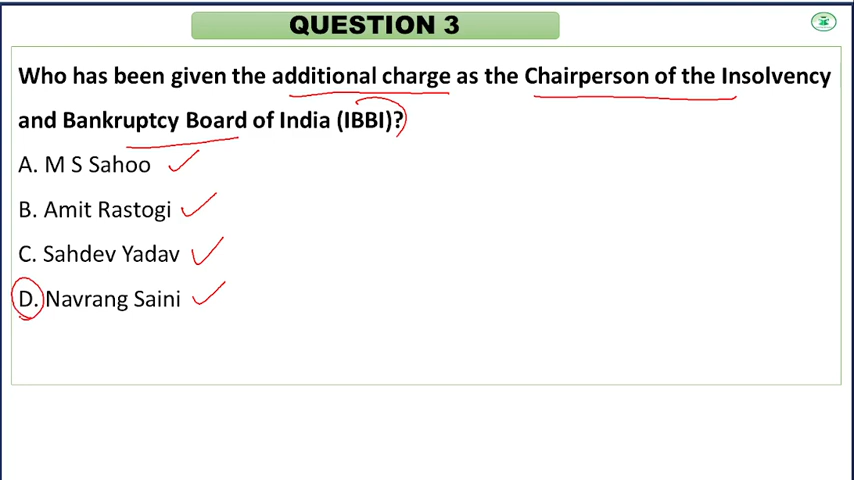 QUESTION 3
Who has been given the additional charge as the Chairperson of the Insolvency
and Bankruptcy Board of India (IBBI)?
A. M S Sahoo
B. Amit Rastogi
C. Sahdev Yadav
D. Navrang Saini